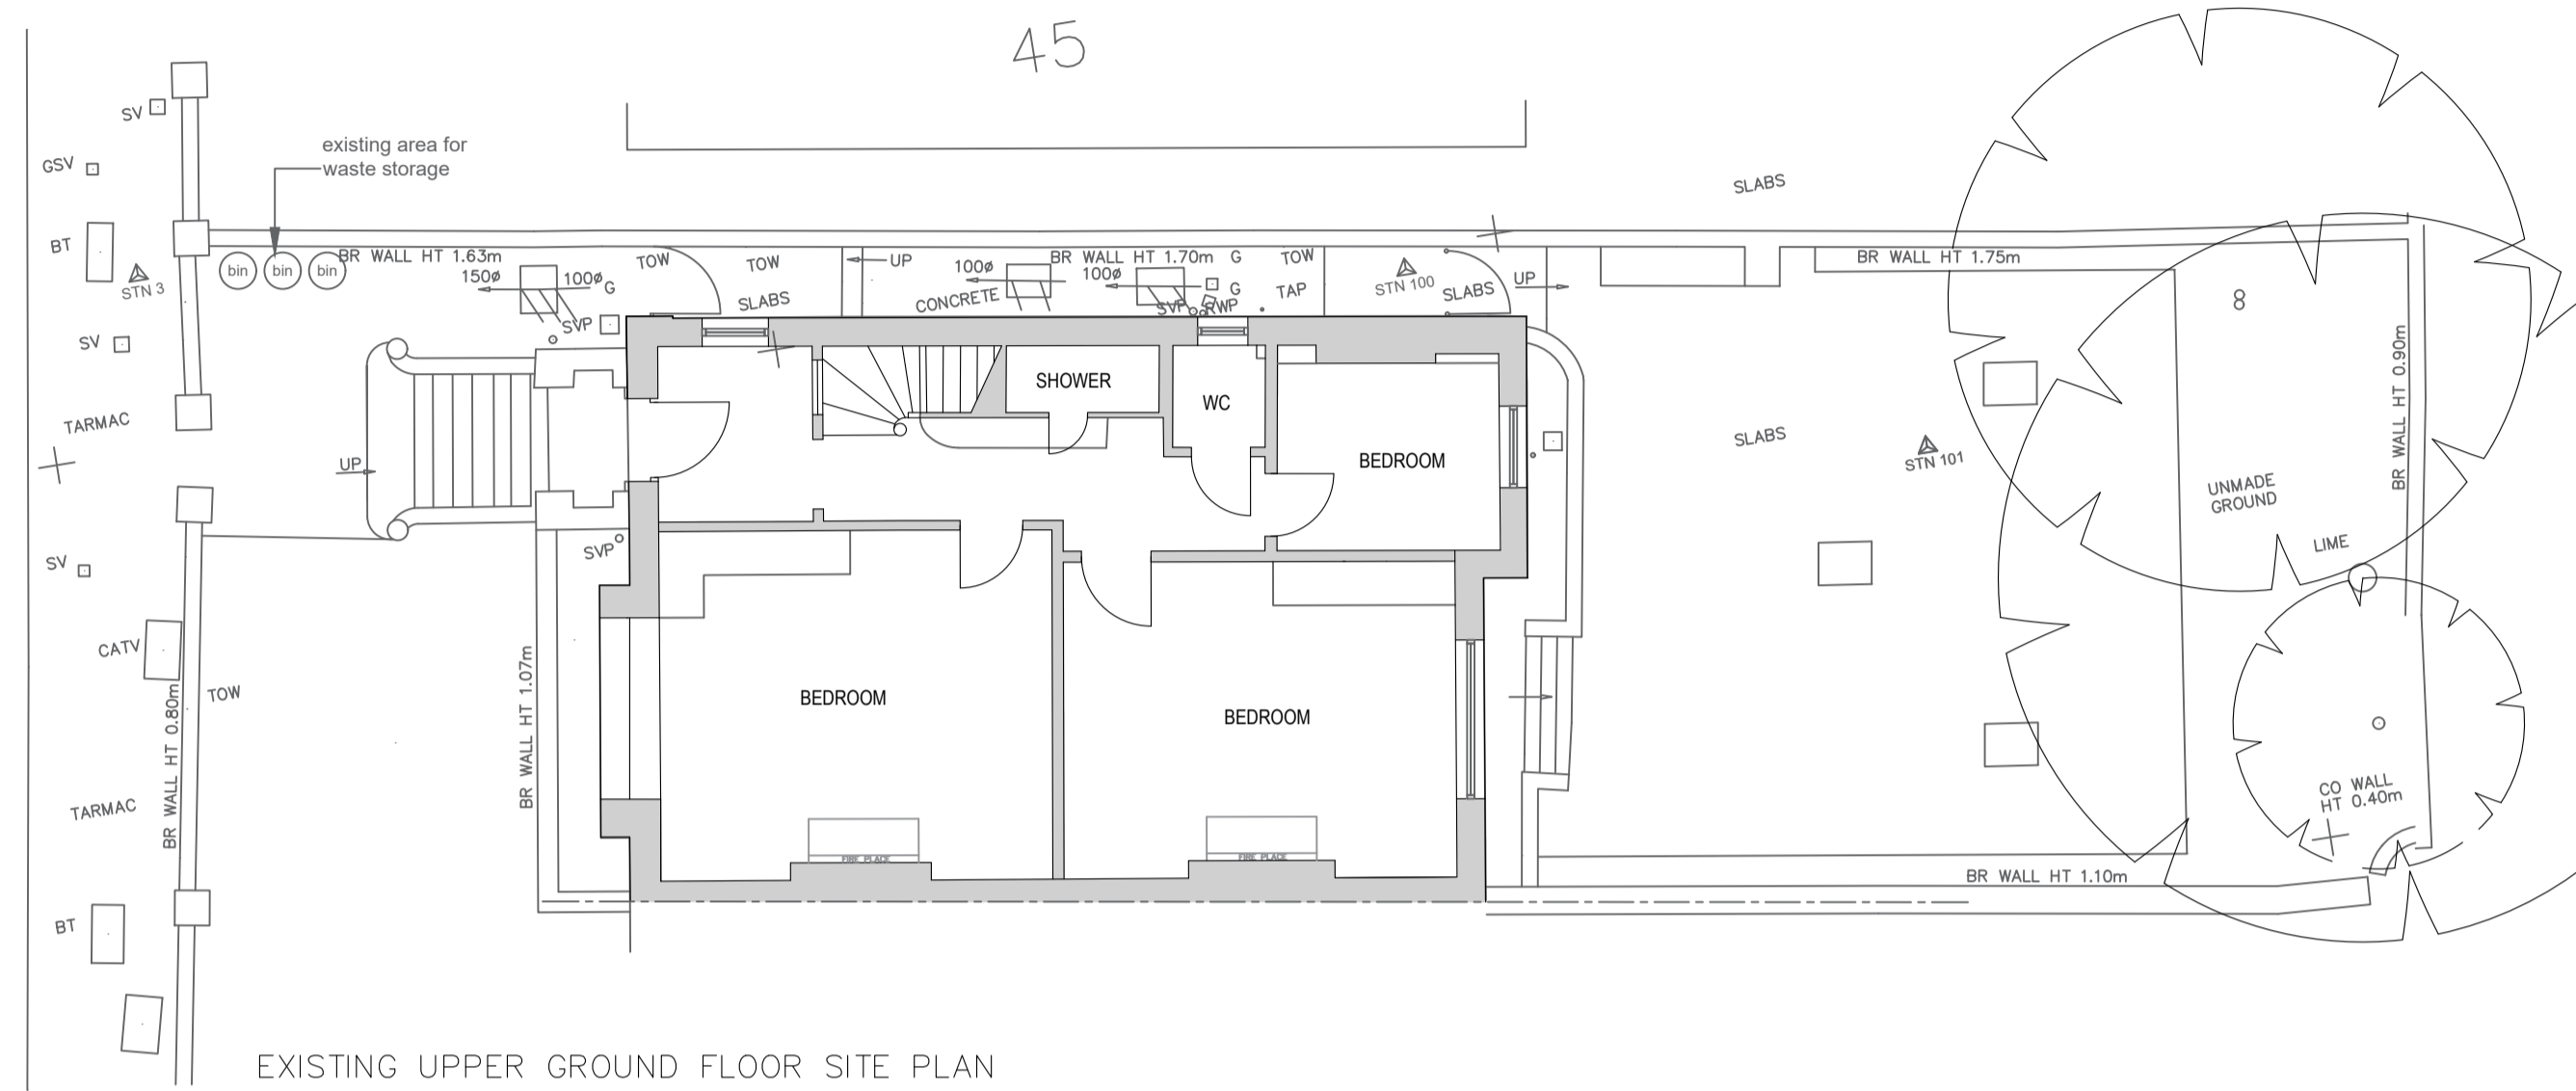 45
SV
existing area for
waste storage
GSV
SLABS
BT
bin
bin
bin
BR WALL HT 1.63m
TOW
TOW
UP
BR WALL HT 1.70m
G
TOW
BR WALL HT 1.75m
STN 3
150ø
100ø
G
SLABS
100ø
CONCRETE
100ø
G
TAP
STN 100
SLABS
UP
SVP
SVP
RWP
SV
SHOWER
WC
BR WALL HT 0.90m
TARMAC
UP
BEDROOM
SLABS
STN 101
UNMADE
GROUND
LIME
SV
SVP
CATV
TOW
BR WALL HT 0.80m
BR WALL HT 1.07m
BEDROOM
BEDROOM
TARMAC
CO WALL
HT 0.40m
FIRE PLACE
FIRE PLACE
BR WALL HT 1.10m
BT
EXISTING UPPER GROUND FLOOR SITE PLAN